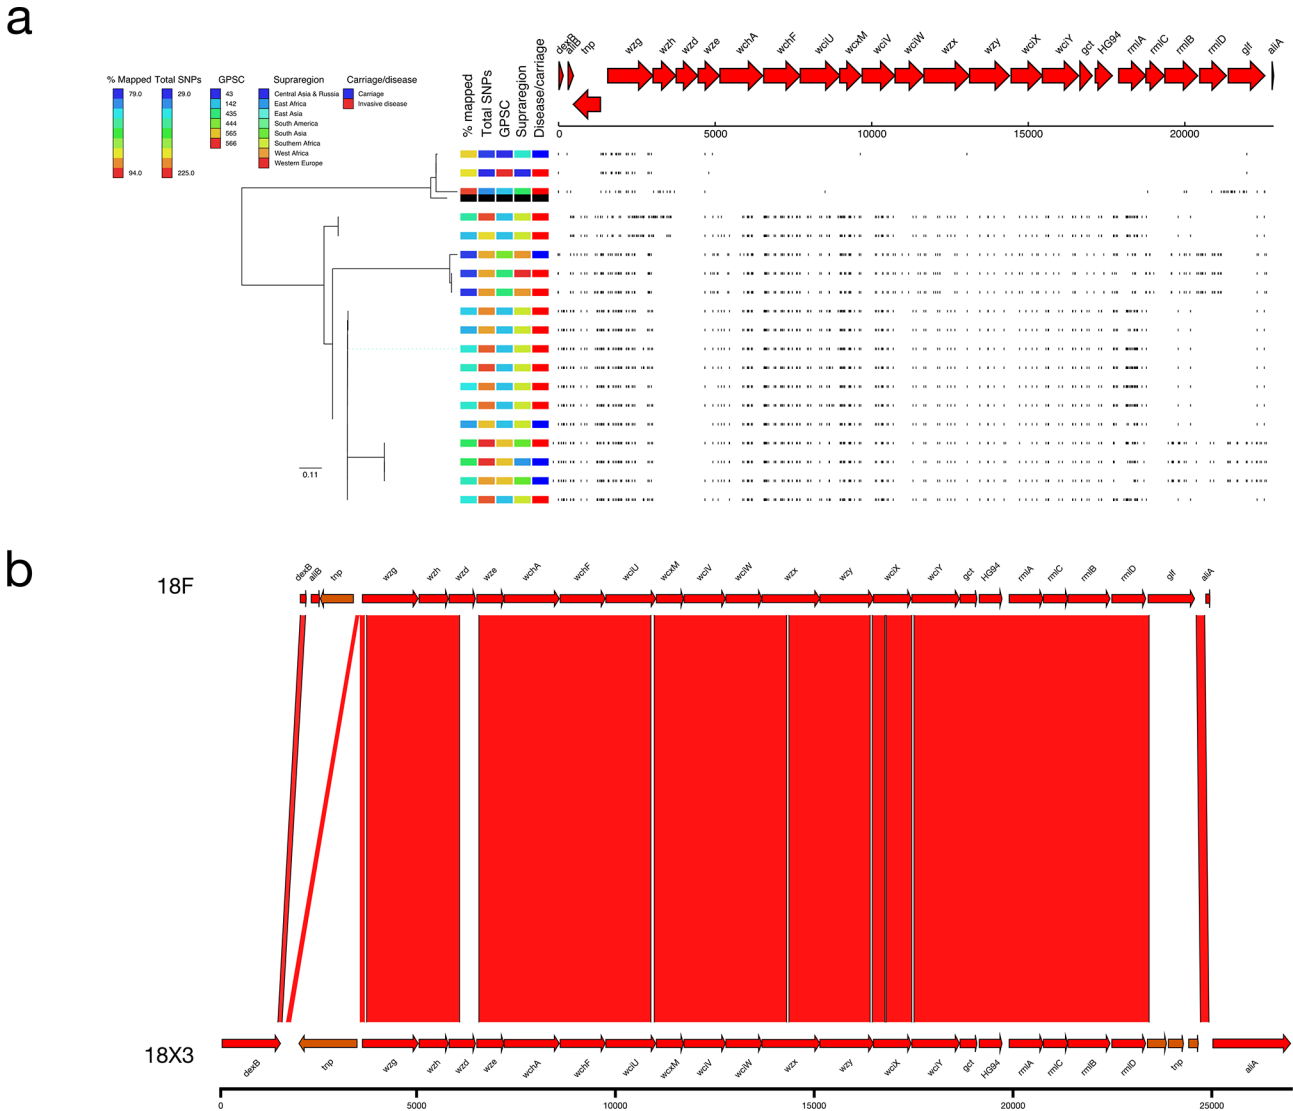 a
dexB aliB tnp wzg wzh wzd wze wchA wchF wciU wcxM wciV wciW wzx wzy wciX wciY gct HG94 rmlA rmlC rmlB rmlD glf aliA
% Mapped Total SNPs GPSC Supraregion Carriage/disease
79.0 29.0 43 Central Asia & Russia Carriage
142 East Africa Invasive disease
435 East Asia
444 South America
565 South Asia
566 Southern Africa
West Africa
94.0 225.0 Western Europe
% mapped
Total SNPs
GPSC
Supraregion
Disease/carriage
0 5000 10000 15000 20000
0.11
b
18F
dexB aliB tnp wzg wzh wzd wze wchA wchF wciU wcxM wciV wciW wzx wzy wciX wciY gct HG94 rmlA rmlC rmlB rmlD glf aliA
18X3
dexB tnp wzg wzh wzd wze wchA wchF wciU wcxM wciV wciW wzx wzy wciX wciY gct HG94 rmlA rmlC rmlB rmlD tnp aliA
0 5000 10000 15000 20000 25000